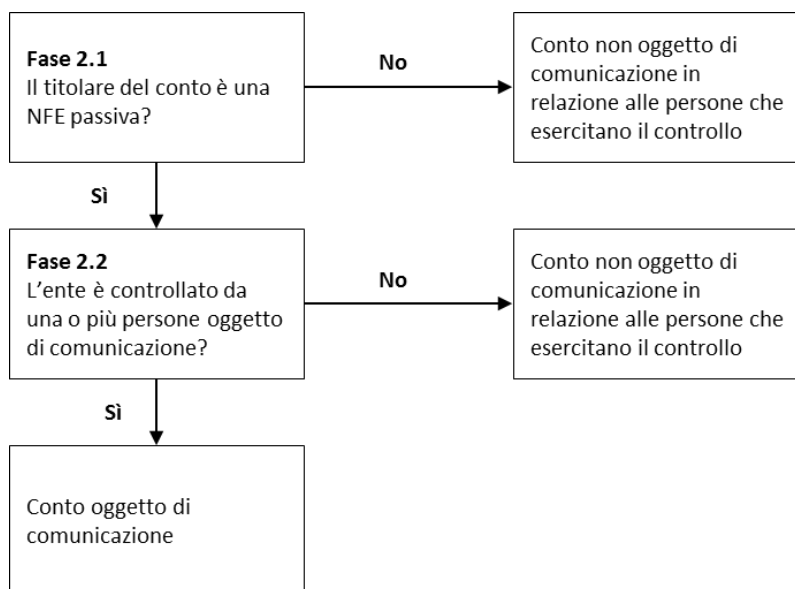 Fase 2.1
Il titolare del conto è una
NFE passiva?
No
Conto non oggetto di
comunicazione in
relazione alle persone che
esercitano il controllo
Sì
Fase 2.2
L'ente è controllato da
una o più persone oggetto
di comunicazione?
No
Conto non oggetto di
comunicazione in
relazione alle persone che
esercitano il controllo
Sì
Conto oggetto di
comunicazione